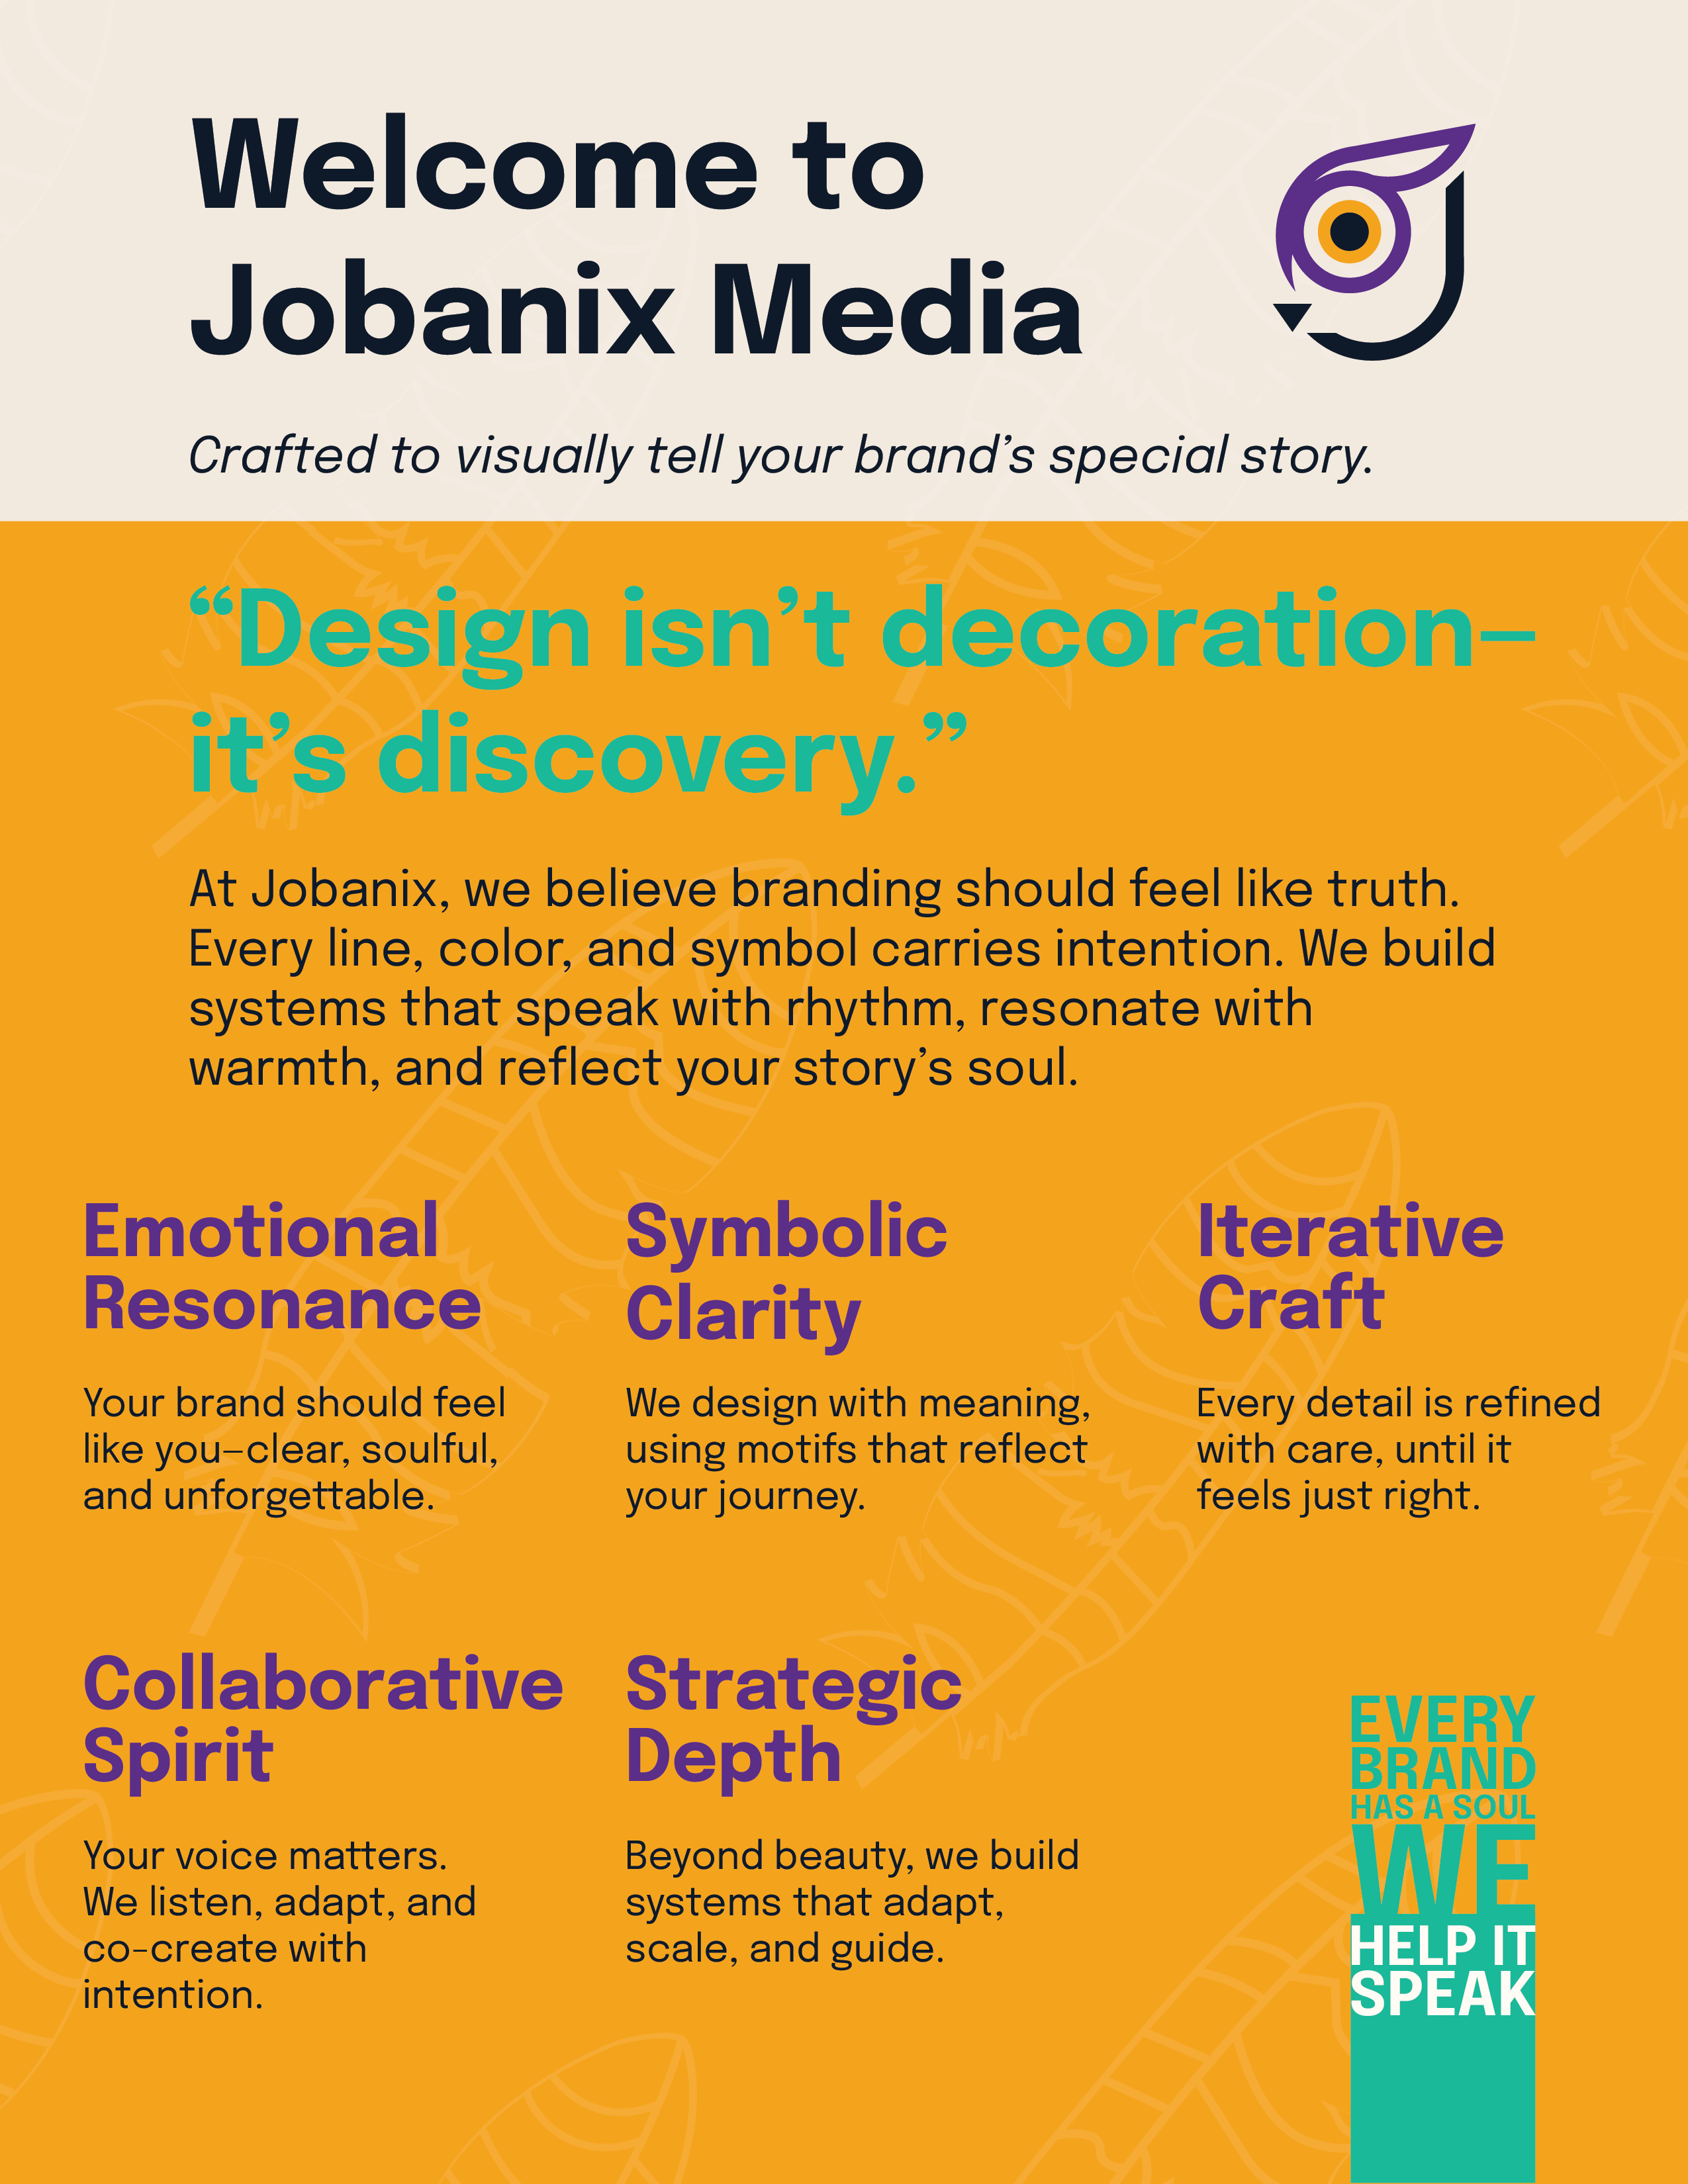 Welcome to
Jobanix Media
Crafted to visually tell your brand’s special story.
“Design isn’t decoration—
it’s discovery.”
At Jobanix, we believe branding should feel like truth.
Every line, color, and symbol carries intention. We build
systems that speak with rhythm, resonate with
warmth, and reflect your story’s soul.
Emotional
Resonance
Your brand should feel
like you—clear, soulful,
and unforgettable.
Symbolic
Clarity
We design with meaning,
using motifs that reflect
your journey.
Iterative
Craft
Every detail is refined
with care, until it
feels just right.
Collaborative
Spirit
Your voice matters.
We listen, adapt, and
co-create with
intention.
Strategic
Depth
Beyond beauty, we build
systems that adapt,
scale, and guide.
EVERY
BRAND
HAS A SOUL
WE
HELP IT
SPEAK